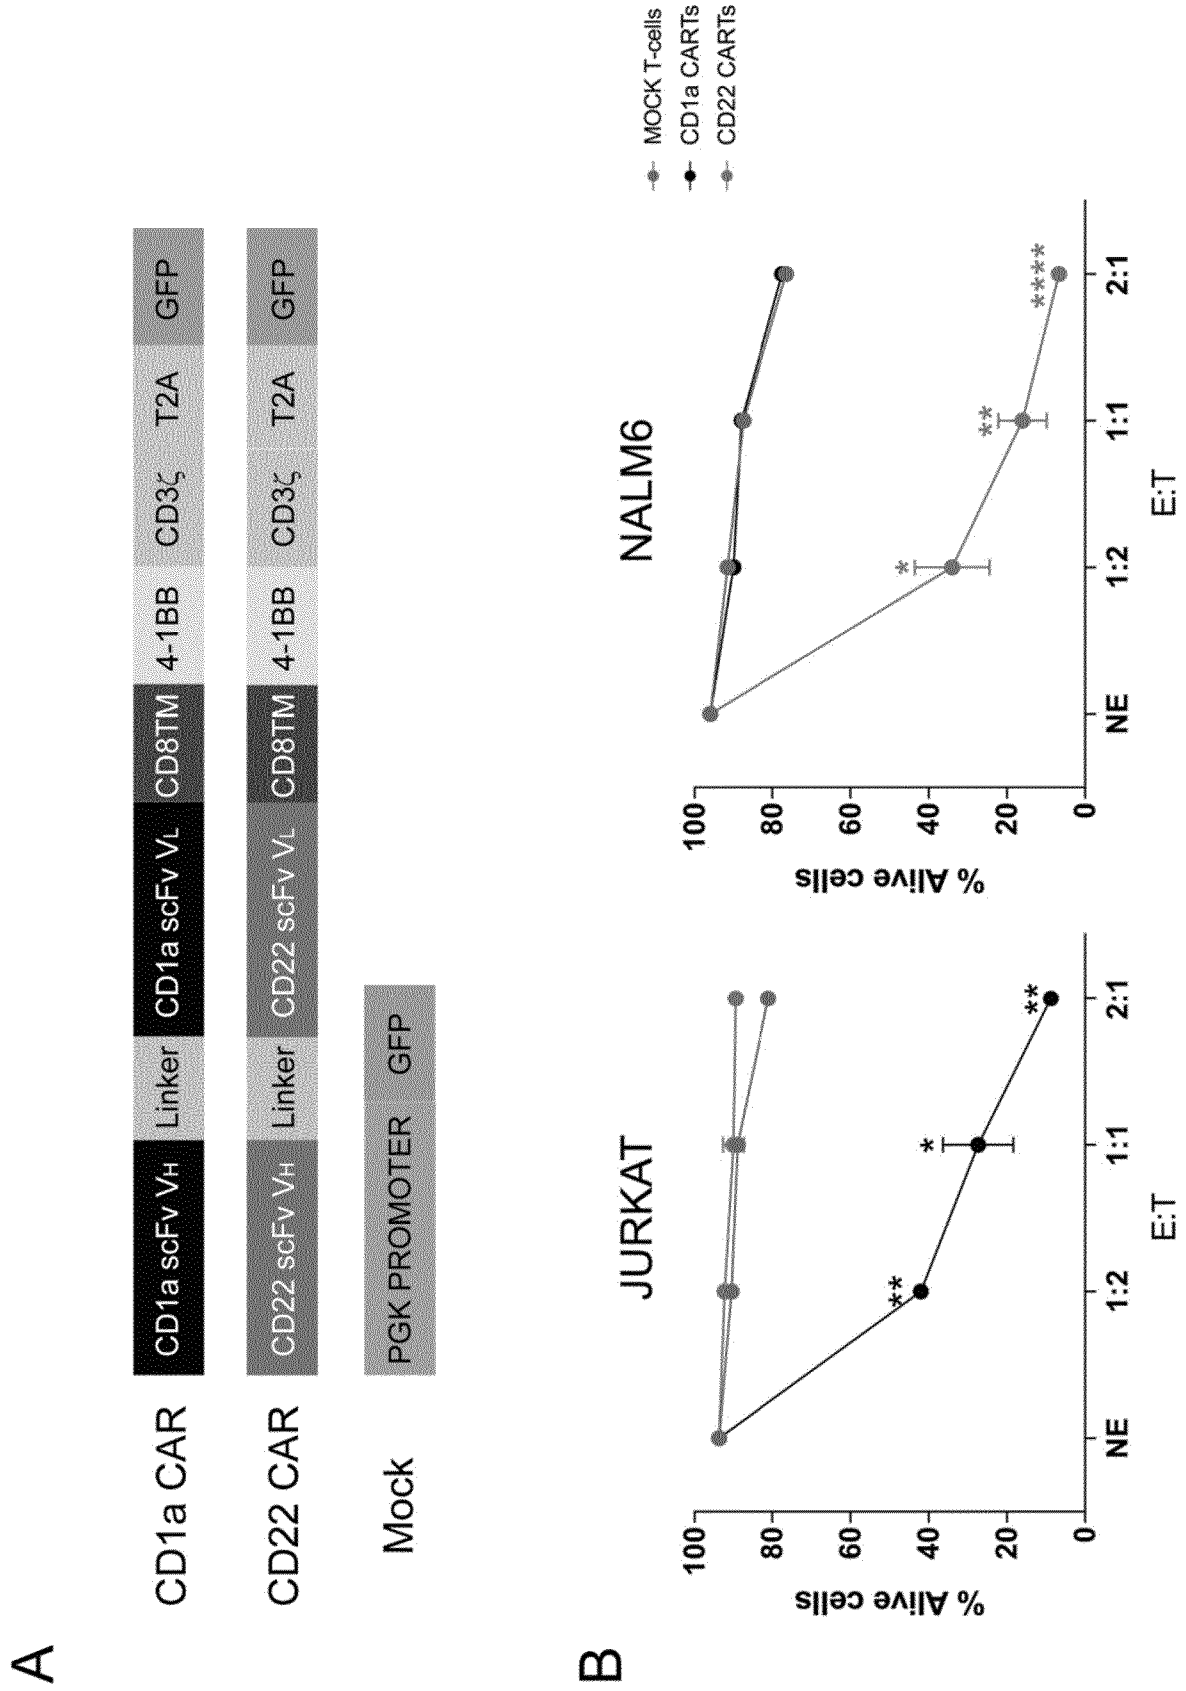 A
CD1a CAR
CD1a scFv VH Linker CD1a scFv VL CD8TM 4-1BB CD3ζ T2A GFP
CD22 CAR
CD22 scFv VH Linker CD22 scFv VL CD8TM 4-1BB CD3ζ T2A GFP
Mock
PGK PROMOTER GFP
B
JURKAT
% Alive cells
100
80
60
40
20
0
**
*
**
NE 1:2 1:1 2:1
E:T
NALM6
% Alive cells
100
80
60
40
20
0
*
**
****
NE 1:2 1:1 2:1
E:T
MOCK T-cells
CD1a CARTs
CD22 CARTs